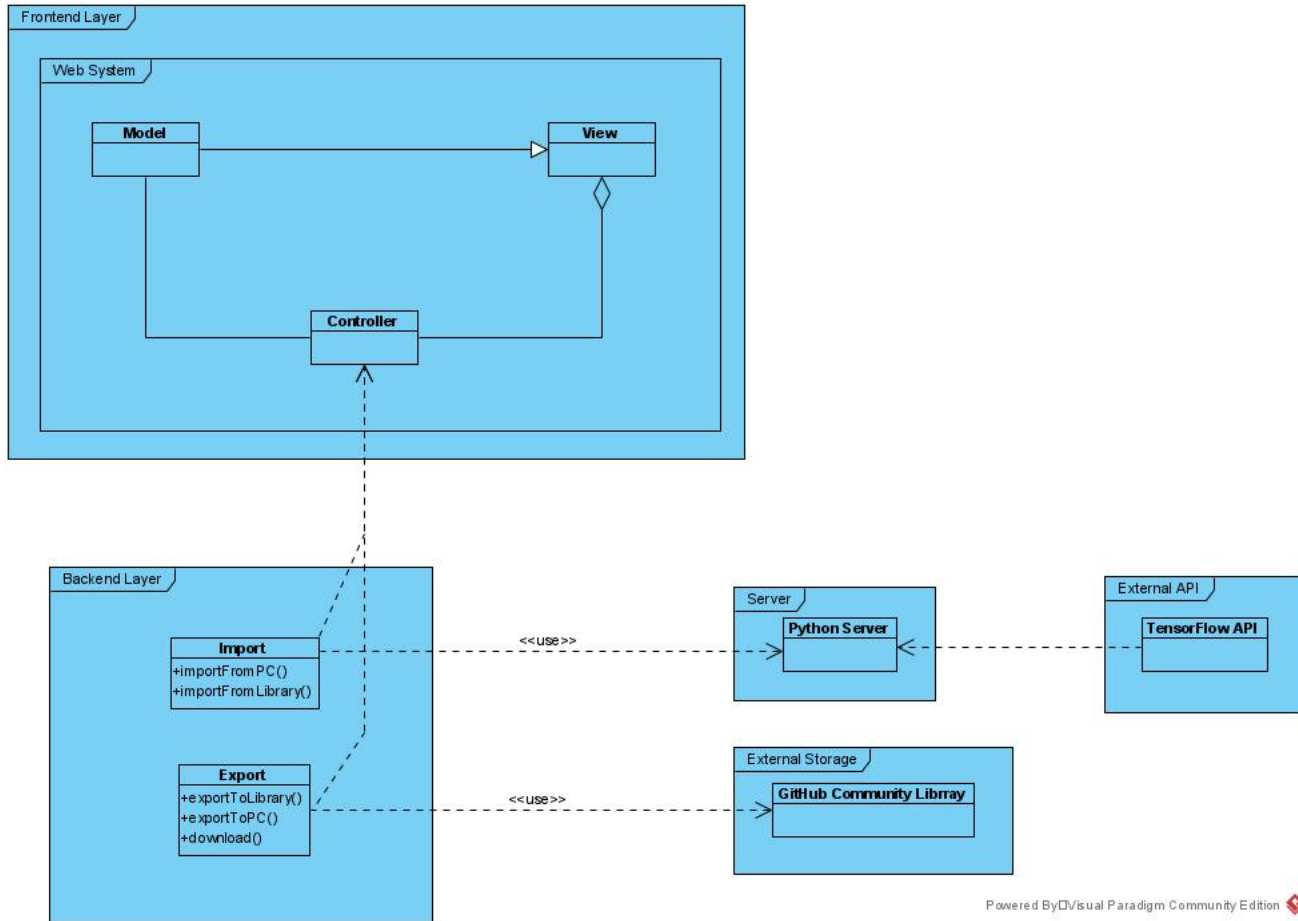 Frontend Layer
Web System
Model
View
Controller
Backend Layer
Import
+importFromPC()
+importFromLibrary()
Export
+exportToLibrary()
+exportToPC()
+download()
<<use>>
<<use>>
Server
Python Server
External API
TensorFlow API
External Storage
GitHub Community Librray
Powered By□Visual Paradigm Community Edition